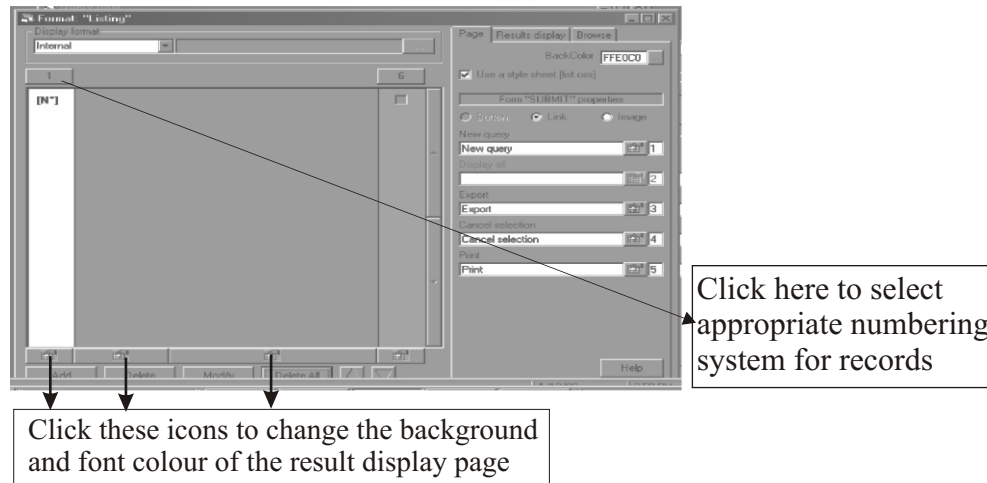 Format: "Listing"
Display format
Internal
...
1
6
[N°]
Add
Delete
Modify
Delete All
Page
Results display
Browse
BackColor
FFE0C0
Use a style sheet [list.css]
Form "SUBMIT" properties
Button
Link
Image
New query
New query
1
Display all
2
Export
Export
3
Cancel selection
Cancel selection
4
Print
Print
5
Help
Click here to select
appropriate numbering
system for records
Click these icons to change the background
and font colour of the result display page